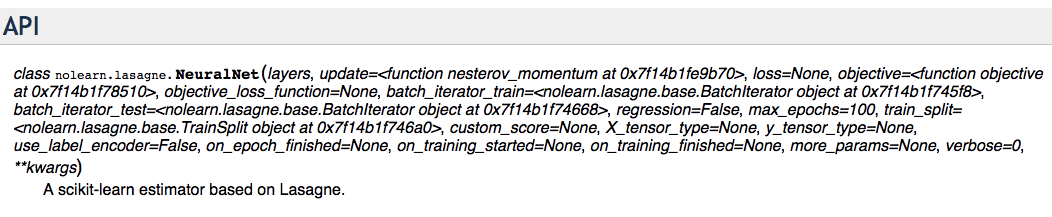 API
class nolearn.lasagne.NeuralNet(layers, update=<function nesterov_momentum at 0x7f14b1fe9b70>, loss=None, objective=<function objective
at 0x7f14b1f78510>, objective_loss_function=None, batch_iterator_train=<nolearn.lasagne.base.BatchIterator object at 0x7f14b1f745f8>,
batch_iterator_test=<nolearn.lasagne.base.BatchIterator object at 0x7f14b1f74668>, regression=False, max_epochs=100, train_split=
<nolearn.lasagne.base.TrainSplit object at 0x7f14b1f746a0>, custom_score=None, X_tensor_type=None, y_tensor_type=None,
use_label_encoder=False, on_epoch_finished=None, on_training_started=None, on_training_finished=None, more_params=None, verbose=0,
**kwargs)
A scikit-learn estimator based on Lasagne.